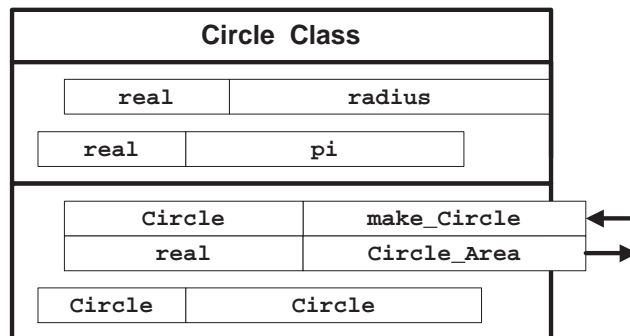 Circle Class
real radius
real pi
Circle make_Circle
real Circle_Area
Circle Circle